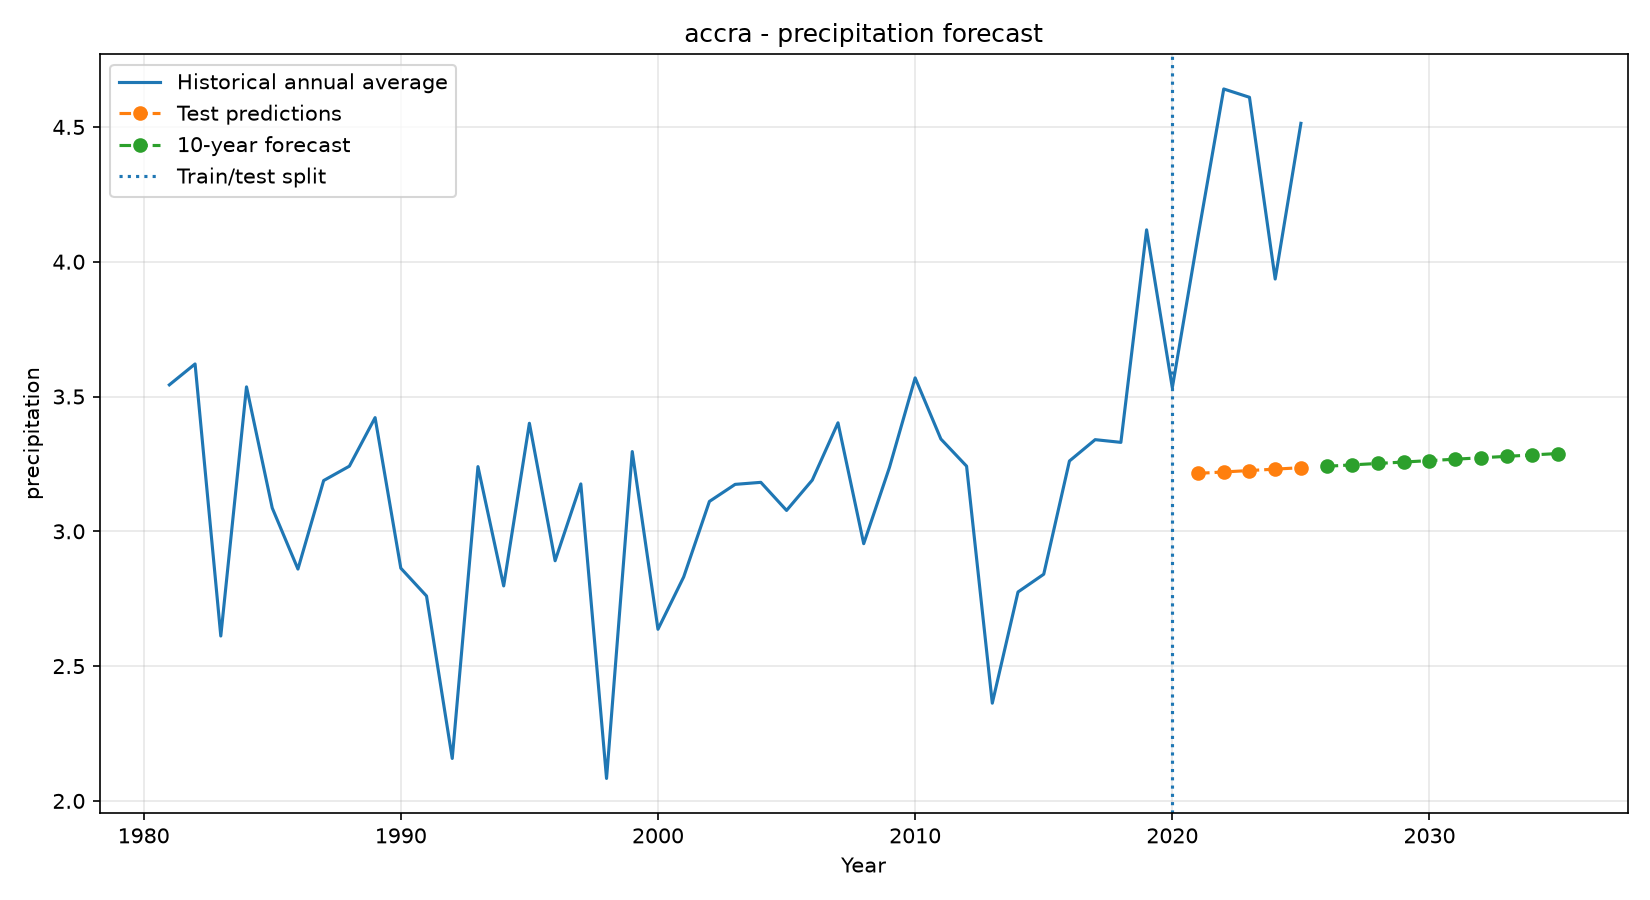 accra - precipitation forecast
Historical annual average
Test predictions
10-year forecast
Train/test split
precipitation
4.5
4.0
3.5
3.0
2.5
2.0
1980 1990 2000 2010 2020 2030
Year